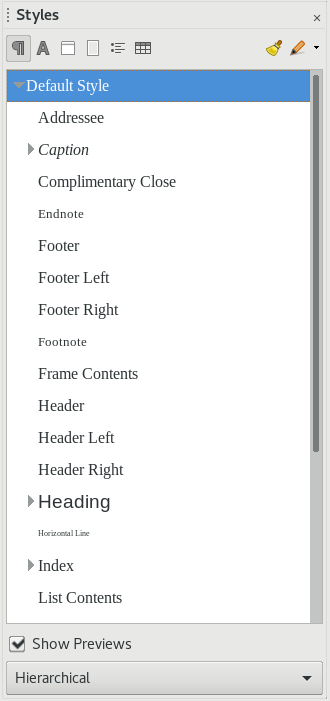 Styles
Default Style
Addressee
Caption
Complimentary Close
Endnote
Footer
Footer Left
Footer Right
Footnote
Frame Contents
Header
Header Left
Header Right
Heading
Horizontal Line
Index
List Contents
Show Previews
Hierarchical